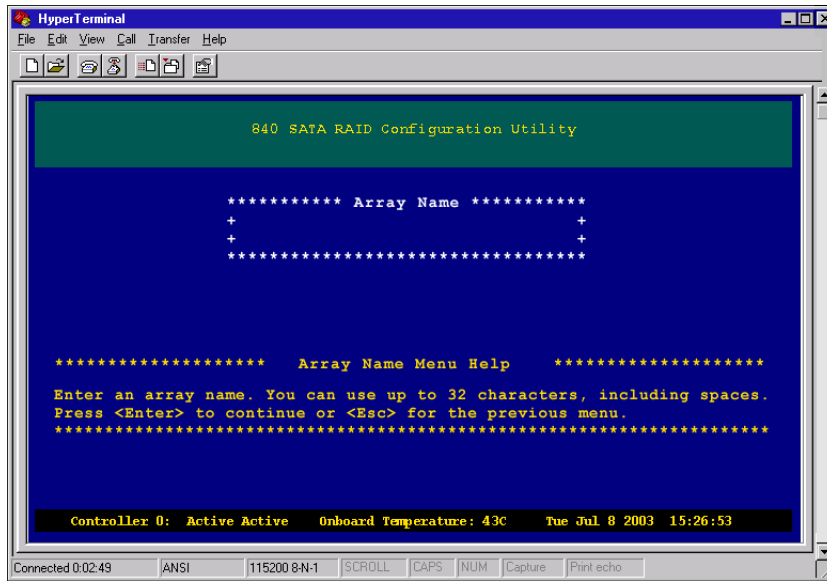 HyperTerminal
File Edit View Call Transfer Help
840 SATA RAID Configuration Utility
*********** Array Name ***********
+ +
+ +
**********************************
********************* Array Name Menu Help *********************
Enter an array name. You can use up to 32 characters, including spaces.
Press <Enter> to continue or <Esc> for the previous menu.
***********************************************************************
Controller 0: Active Active Onboard Temperature: 43C Tue Jul 8 2003 15:26:53
Connected 0:02:49 ANSI 115200 8-N-1 SCROLL CAPS NUM Capture Print echo